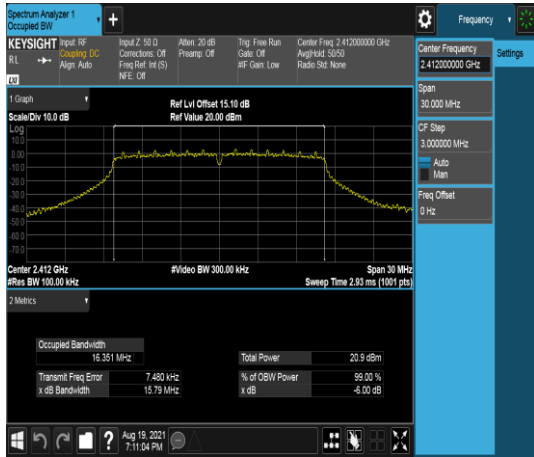 Spectrum Analyzer 1
Occupied BW
+
Frequency
KEYSIGHT
RL
LXI
Input: RF
Coupling: DC
Align: Auto
Input Z: 50 Ω
Corrections: Off
Freq Ref: Int (S)
NFE: Off
Atten: 20 dB
Preamp: Off
Trig: Free Run
Gate: Off
#IF Gain: Low
Center Freq: 2.412000000 GHz
Avg|Hold: 50/50
Radio Std: None
Center Frequency
2.412000000 GHz
Settings
Span
30.000 MHz
CF Step
3.000000 MHz
Auto
Man
Freq Offset
0 Hz
1 Graph
Scale/Div 10.0 dB
Ref Lvl Offset 15.10 dB
Ref Value 20.00 dBm
Log
10.0
0.00
-10.0
-20.0
-30.0
-40.0
-50.0
-60.0
-70.0
Center 2.412 GHz
#Res BW 100.00 kHz
#Video BW 300.00 kHz
Span 30 MHz
Sweep Time 2.93 ms (1001 pts)
2 Metrics
Occupied Bandwidth
16.351 MHz
Total Power 20.9 dBm
Transmit Freq Error 7.480 kHz
% of OBW Power 99.00 %
x dB Bandwidth 15.79 MHz
x dB -6.00 dB
?
Aug 19, 2021
7:11:04 PM